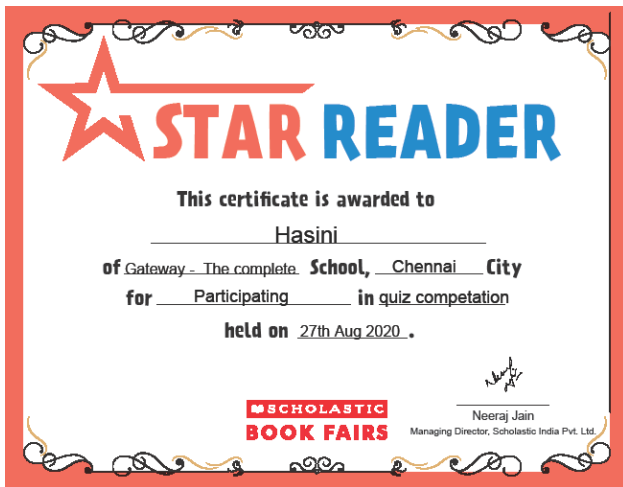 STAR READER
This certificate is awarded to
Hasini
of Gateway - The complete School, Chennai City
for Participating in quiz competation
held on 27th Aug 2020 .
SCHOLASTIC
BOOK FAIRS
Neeraj Jain
Managing Director, Scholastic India Pvt. Ltd.